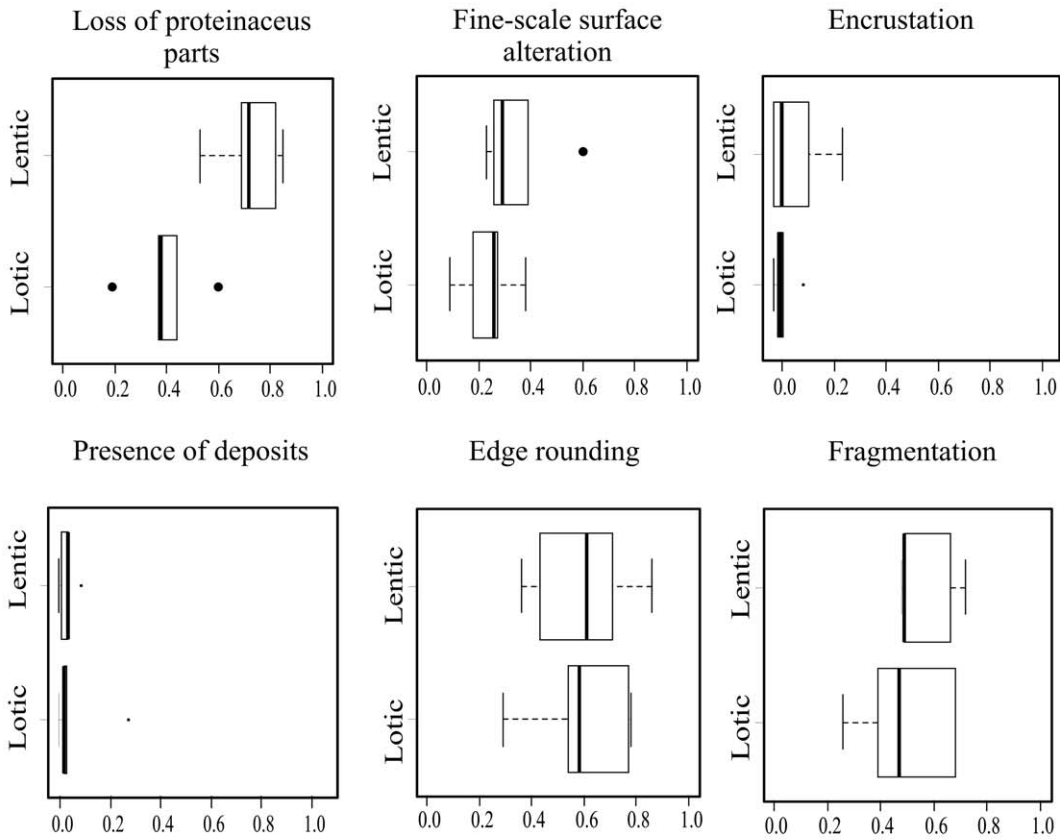 Loss of proteinaceus
parts
Lentic
Lotic
0.0 0.2 0.4 0.6 0.8 1.0
Fine-scale surface
alteration
Lentic
Lotic
0.0 0.2 0.4 0.6 0.8 1.0
Encrustation
Lentic
Lotic
0.0 0.2 0.4 0.6 0.8 1.0
Presence of deposits
Lentic
Lotic
0.0 0.2 0.4 0.6 0.8 1.0
Edge rounding
Lentic
Lotic
0.0 0.2 0.4 0.6 0.8 1.0
Fragmentation
Lentic
Lotic
0.0 0.2 0.4 0.6 0.8 1.0